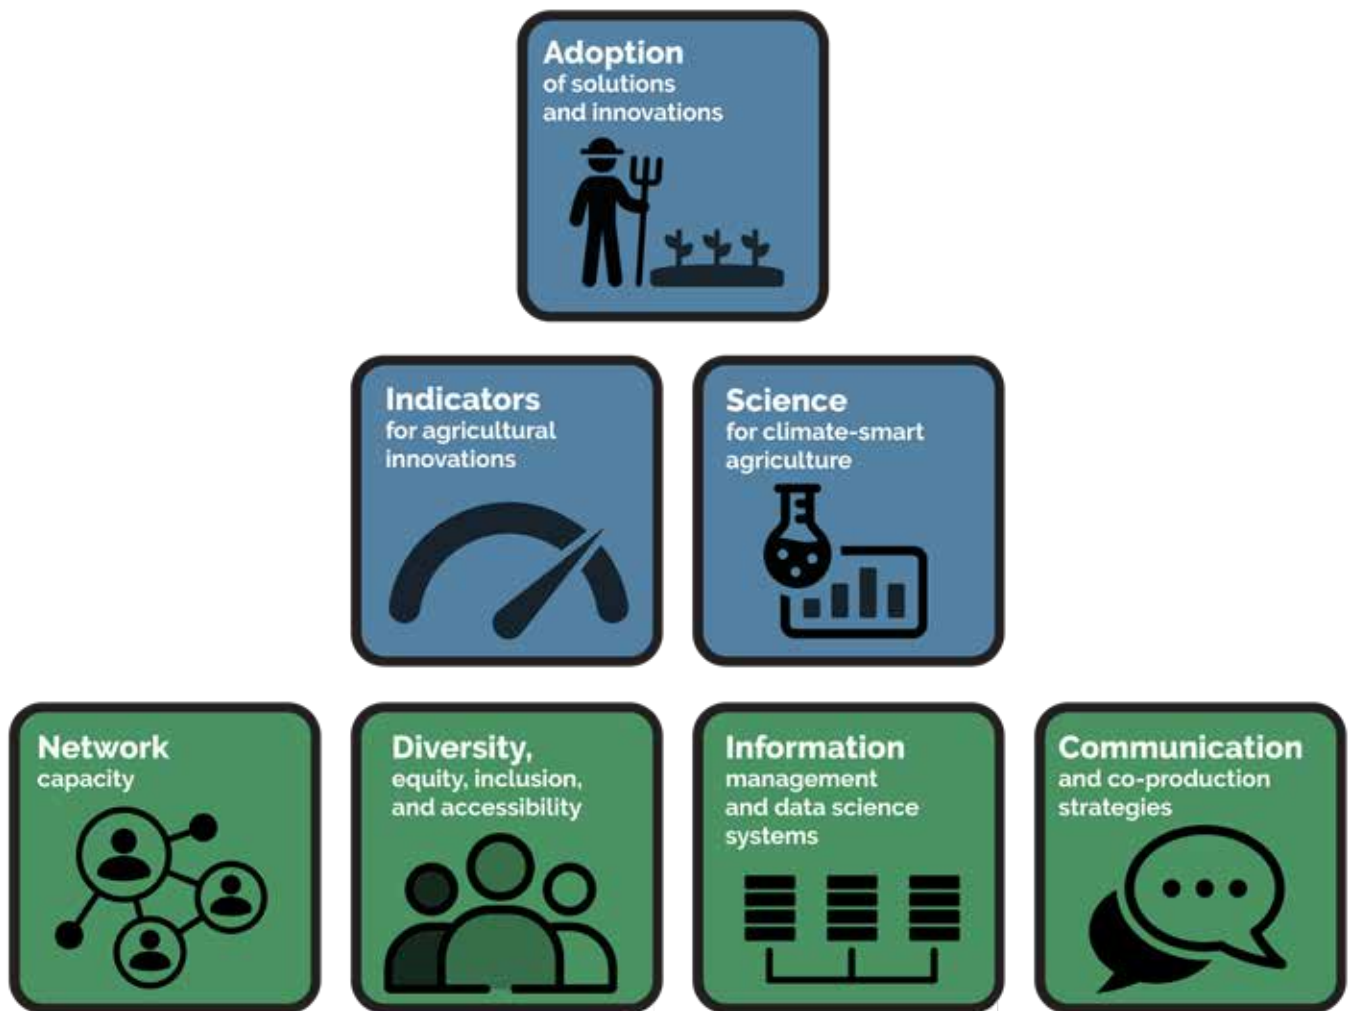 Adoption
of solutions
and innovations
Indicators
for agricultural
innovations
Science
for climate-smart
agriculture
Network
capacity
Diversity,
equity, inclusion,
and accessibility
Information
management
and data science
systems
Communication
and co-production
strategies